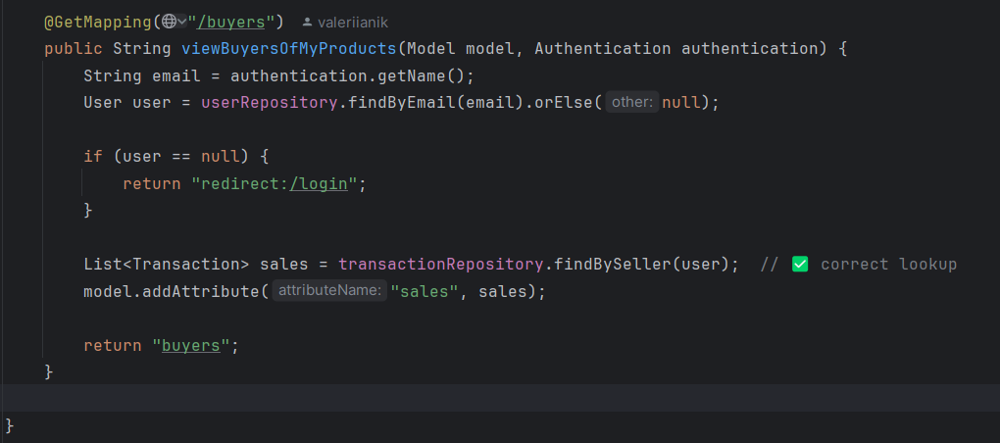 @GetMapping("/buyers") valeriianik
public String viewBuyersOfMyProducts(Model model, Authentication authentication) {
String email = authentication.getName();
User user = userRepository.findByEmail(email).orElse( other: null);
if (user == null) {
return "redirect:/login";
}
List<Transaction> sales = transactionRepository.findBySeller(user);  // ✅ correct lookup
model.addAttribute( attributeName: "sales", sales);
return "buyers";
}
}